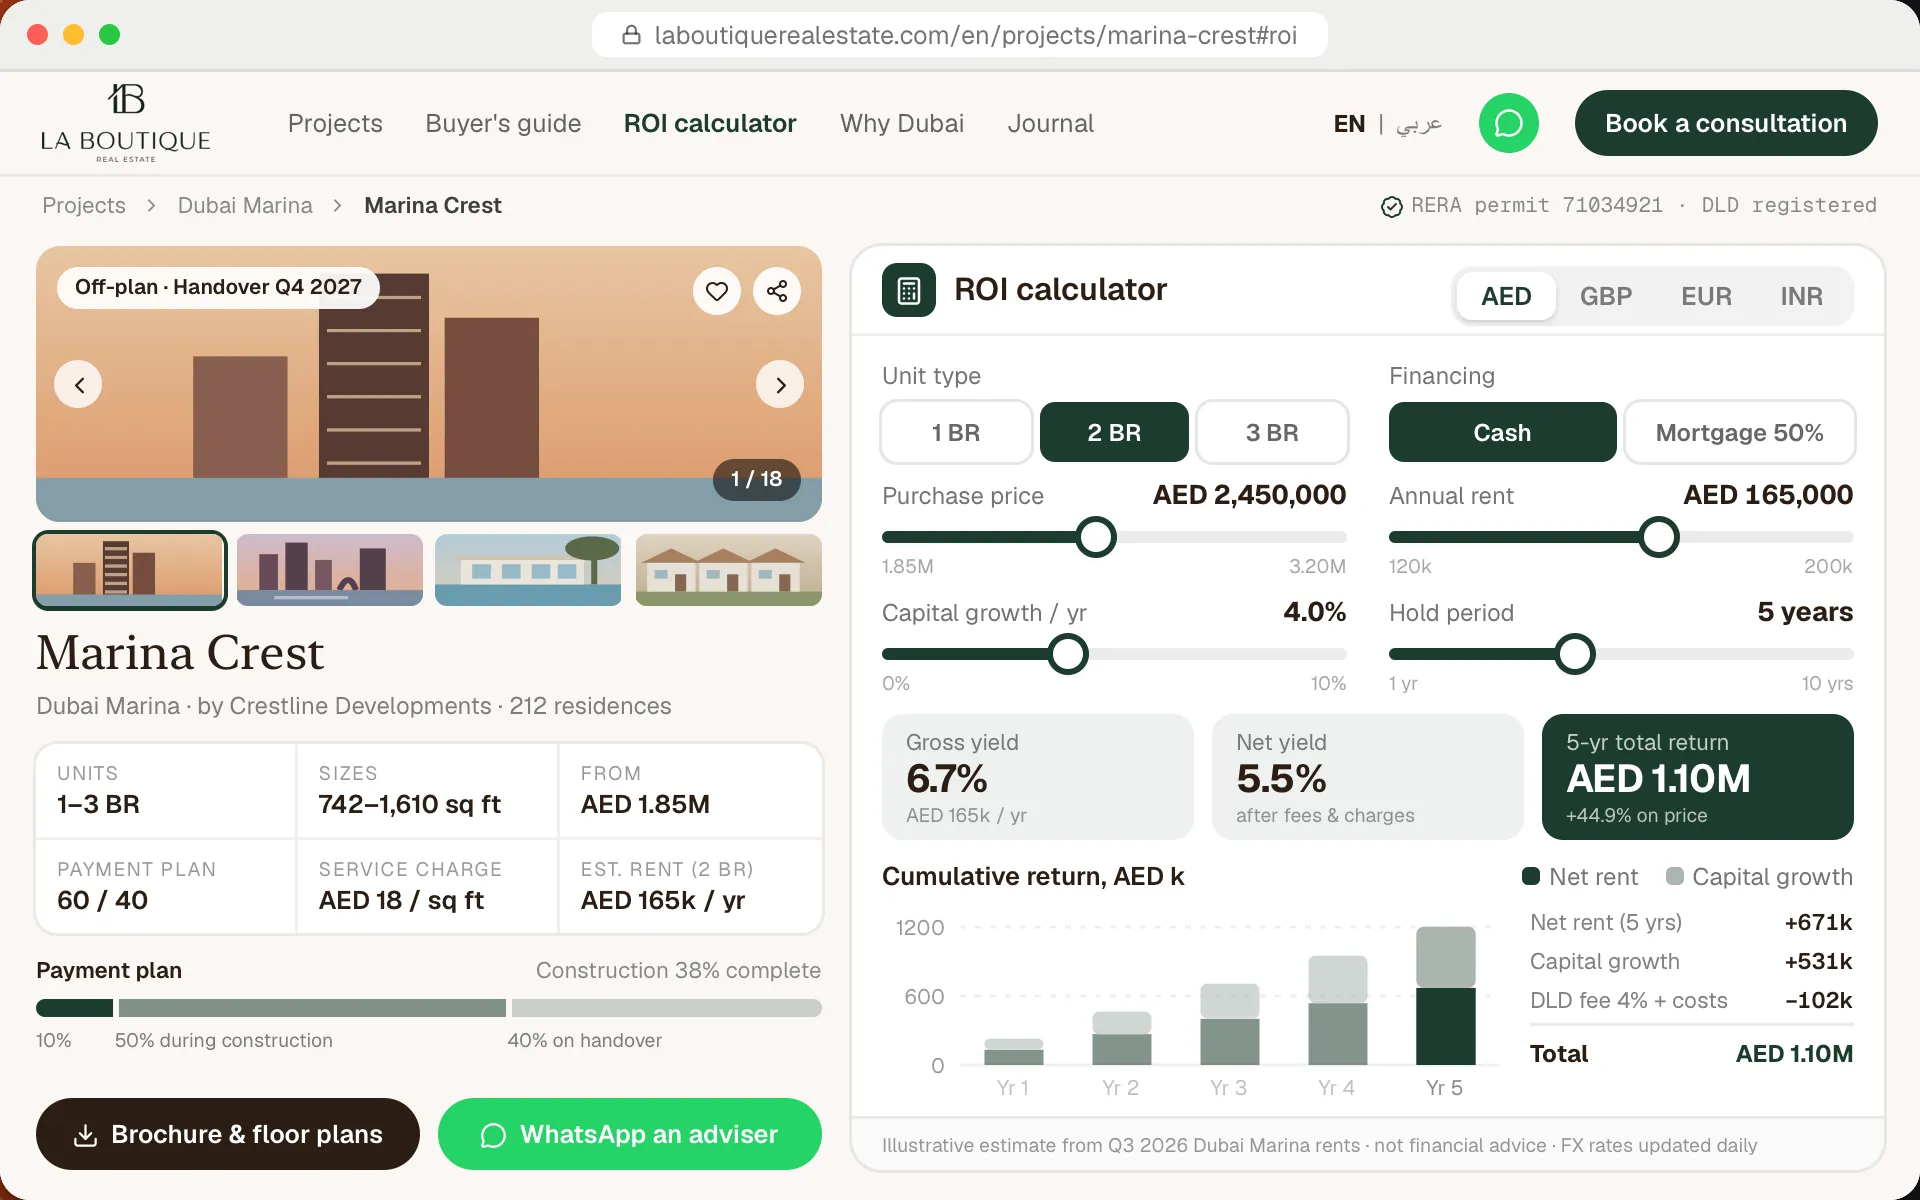 laboutiquerealestate.com/en/projects/marina-crest#roi
LA BOUTIQUE
REAL ESTATE
Projects
Buyer's guide
ROI calculator
Why Dubai
Journal
EN | عربي
Book a consultation
Projects > Dubai Marina > Marina Crest
RERA permit 71034921 · DLD registered
Off-plan · Handover Q4 2027
1 / 18
Marina Crest
Dubai Marina · by Crestline Developments · 212 residences
UNITS
1–3 BR
SIZES
742–1,610 sq ft
FROM
AED 1.85M
PAYMENT PLAN
60 / 40
SERVICE CHARGE
AED 18 / sq ft
EST. RENT (2 BR)
AED 165k / yr
Payment plan
Construction 38% complete
10%
50% during construction
40% on handover
Brochure & floor plans
WhatsApp an adviser
ROI calculator
AED
GBP
EUR
INR
Unit type
1 BR
2 BR
3 BR
Financing
Cash
Mortgage 50%
Purchase price
AED 2,450,000
1.85M
3.20M
Annual rent
AED 165,000
120k
200k
Capital growth / yr
4.0%
0%
10%
Hold period
5 years
1 yr
10 yrs
Gross yield
6.7%
AED 165k / yr
Net yield
5.5%
after fees & charges
5-yr total return
AED 1.10M
+44.9% on price
Cumulative return, AED k
Net rent
Capital growth
1200
600
0
Yr 1
Yr 2
Yr 3
Yr 4
Yr 5
Net rent (5 yrs)
+671k
Capital growth
+531k
DLD fee 4% + costs
−102k
Total
AED 1.10M
Illustrative estimate from Q3 2026 Dubai Marina rents · not financial advice · FX rates updated daily